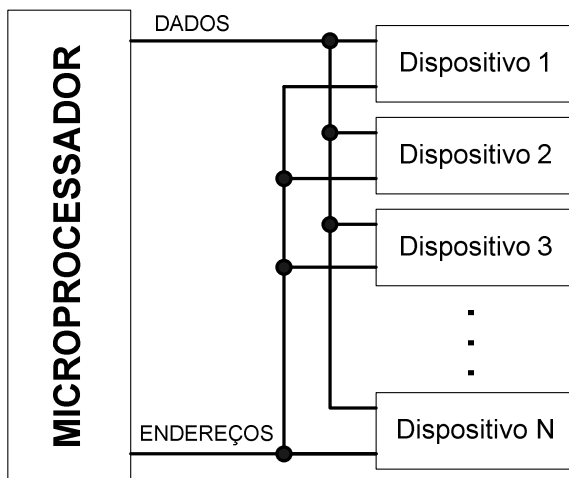 MICROPROCESSADOR
DADOS
Dispositivo 1
Dispositivo 2
Dispositivo 3
Dispositivo N
ENDEREÇOS